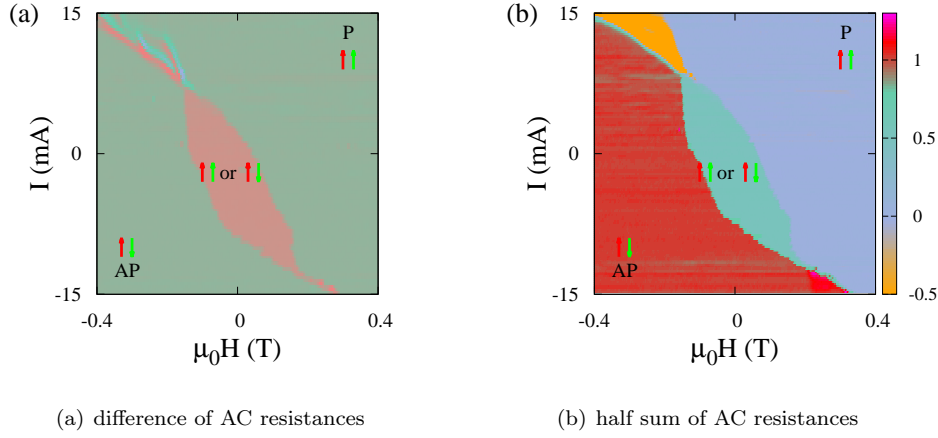 (a)
15
I (mA)
0
-15
-0.4
0
0.4
μ0H (T)
P
or
AP
(b)
15
I (mA)
0
-15
-0.4
0
0.4
μ0H (T)
P
or
AP
1
0.5
0
-0.5
(a) difference of AC resistances
(b) half sum of AC resistances